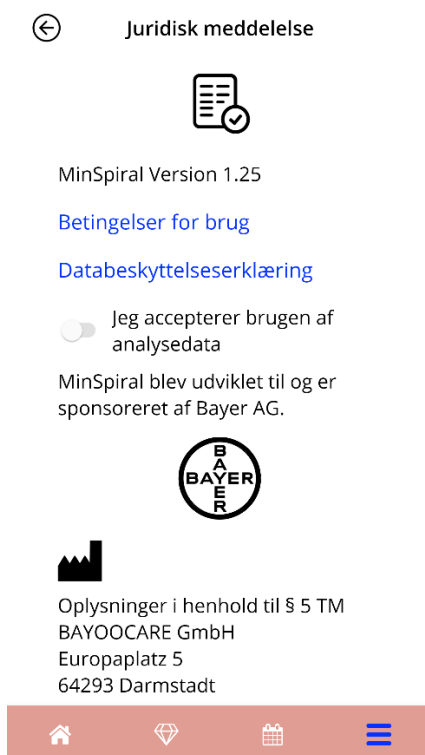 Juridisk meddelelse
MinSpiral Version 1.25
Betingelser for brug
Databeskyttelseserklæring
Jeg accepterer brugen af
analysedata
MinSpiral blev udviklet til og er
sponsoreret af Bayer AG.
BAYER
BAYER
Oplysninger i henhold til § 5 TM
BAYOOCARE GmbH
Europaplatz 5
64293 Darmstadt